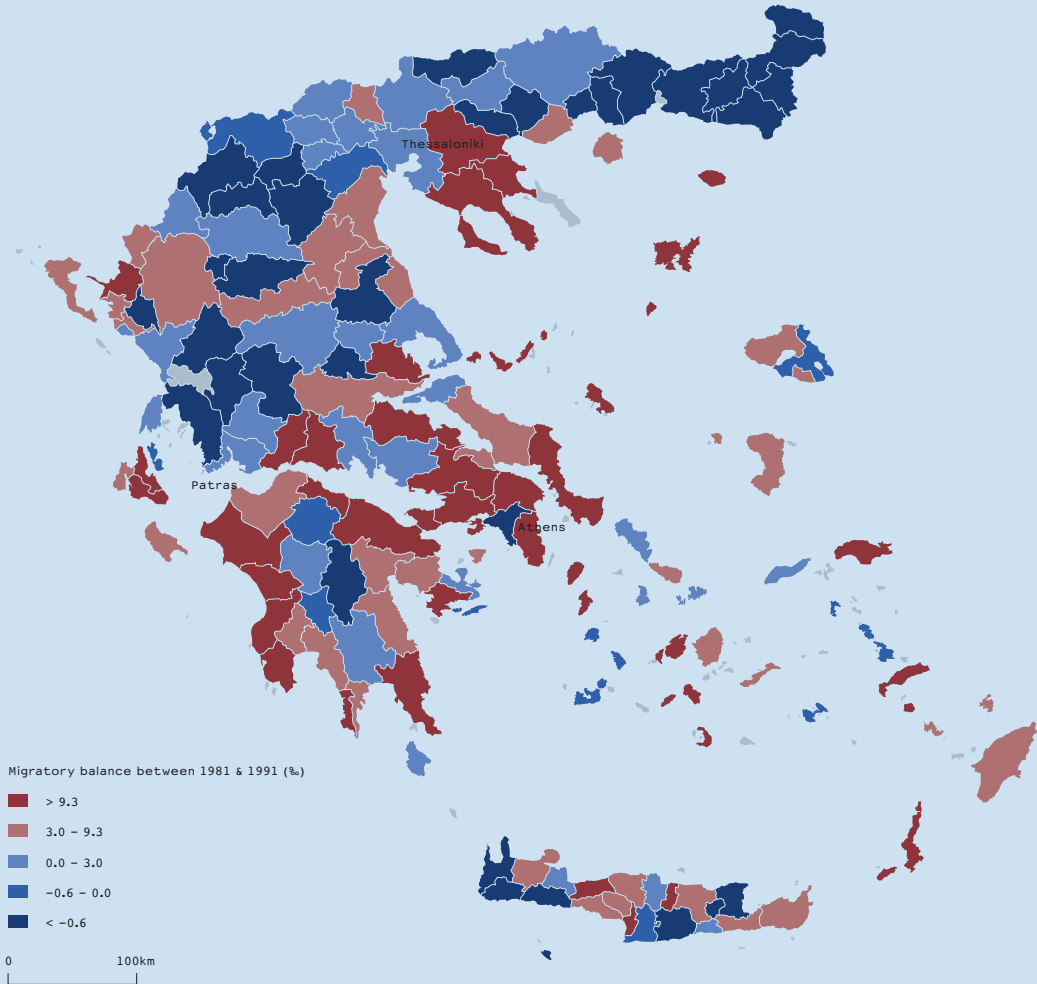 Thessaloniki
Patras
Athens
Migratory balance between 1981 & 1991 (‰)
> 9.3
3.0 – 9.3
0.0 – 3.0
-0.6 – 0.0
< -0.6
0 100km